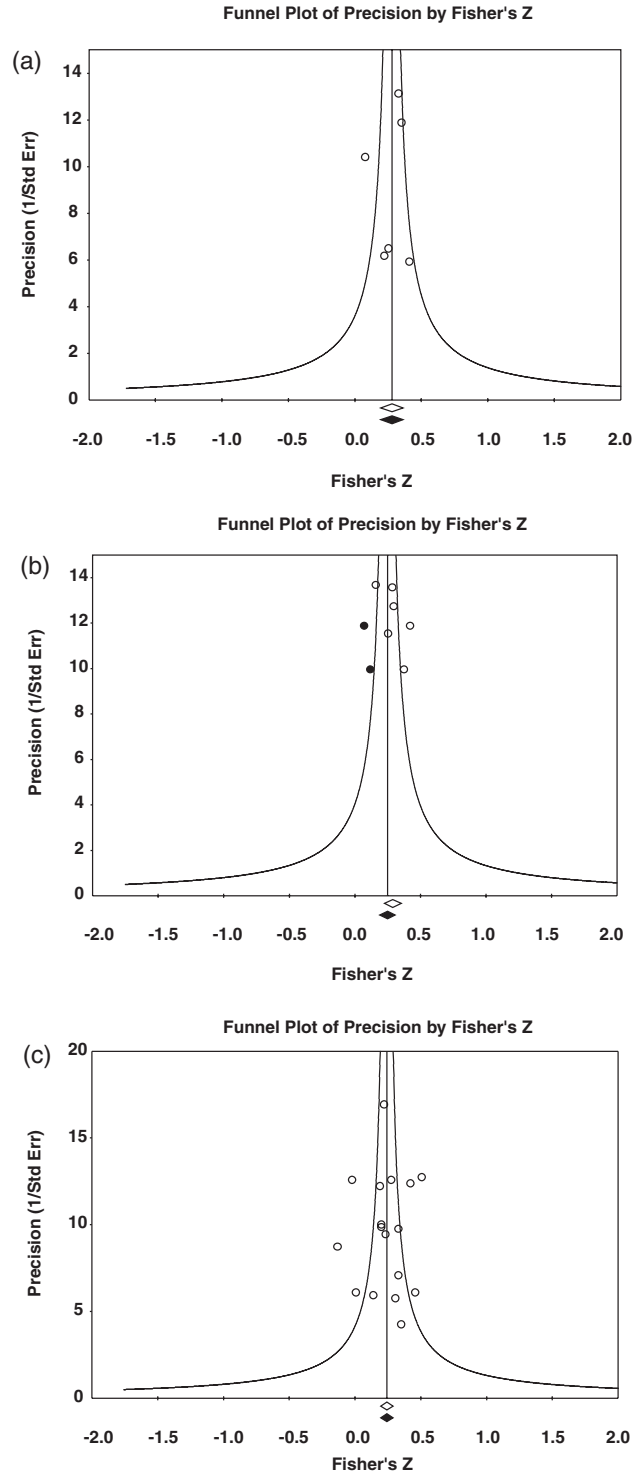 Funnel Plot of Precision by Fisher's Z
(a)
14
12
10
8
6
4
2
0
Precision (1/Std Err)
-2.0 -1.5 -1.0 -0.5 0.0 0.5 1.0 1.5 2.0
Fisher's Z
Funnel Plot of Precision by Fisher's Z
(b)
14
12
10
8
6
4
2
0
Precision (1/Std Err)
-2.0 -1.5 -1.0 -0.5 0.0 0.5 1.0 1.5 2.0
Fisher's Z
Funnel Plot of Precision by Fisher's Z
(c)
20
15
10
5
0
Precision (1/Std Err)
-2.0 -1.5 -1.0 -0.5 0.0 0.5 1.0 1.5 2.0
Fisher's Z